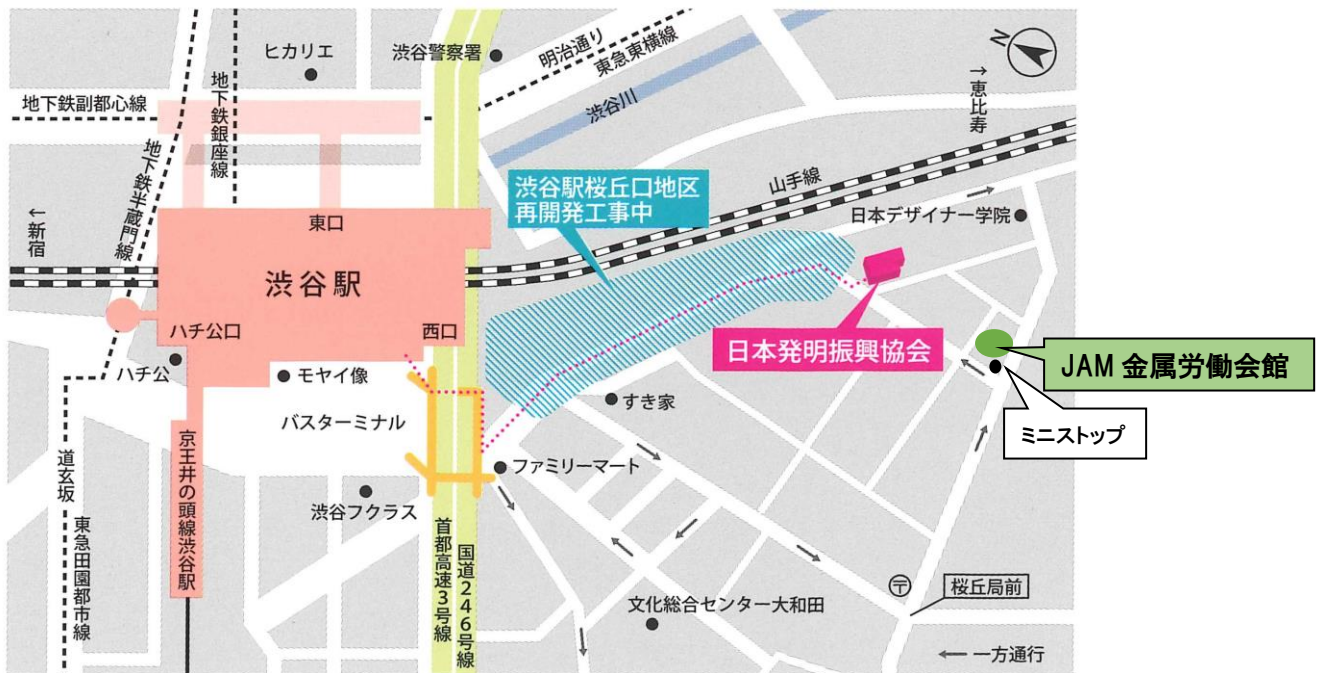 ヒカリエ
渋谷警察署
明治通り
東急東横線
N
地下鉄副都心線
地下鉄銀座線
渋谷川
→恵比寿
地下鉄半蔵門線
渋谷駅桜丘口地区
再開発工事中
山手線
←新宿
東口
日本デザイナー学院
渋谷駅
ハチ公口
西口
日本発明振興協会
JAM 金属労働会館
ハチ公
モヤイ像
すき家
ミニストップ
バスターミナル
道玄坂
京王井の頭線渋谷駅
ファミリーマート
渋谷フクラス
東急田園都市線
首都高速3号線
国道246号線
〒
桜丘局前
文化総合センター大和田
←一方通行